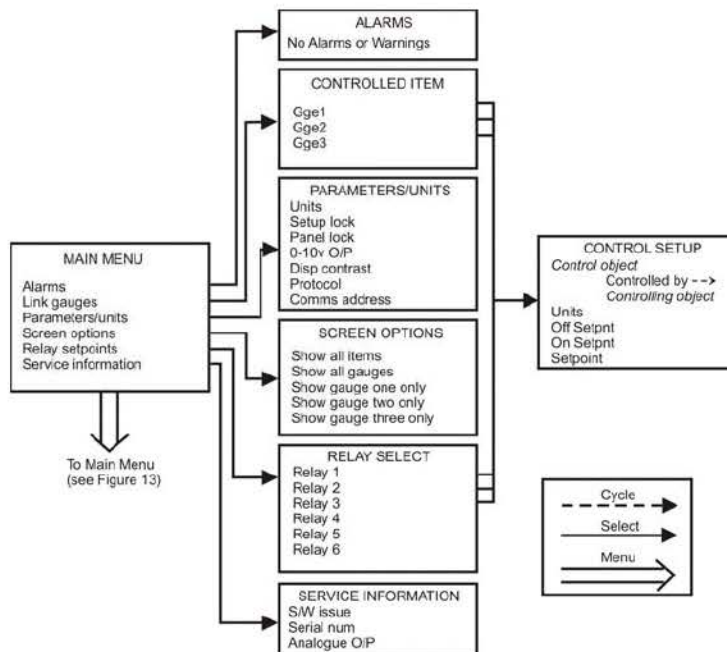 ALARMS
No Alarms or Warnings
CONTROLLED ITEM
Gge1
Gge2
Gge3
PARAMETERS/UNITS
Units
Setup lock
Panel lock
0-10v O/P
Disp contrast
Protocol
Comms address
MAIN MENU
Alarms
Link gauges
Parameters/units
Screen options
Relay setpoints
Service information
To Main Menu
(see Figure 13)
SCREEN OPTIONS
Show all items
Show all gauges
Show gauge one only
Show gauge two only
Show gauge three only
RELAY SELECT
Relay 1
Relay 2
Relay 3
Relay 4
Relay 5
Relay 6
SERVICE INFORMATION
S/W issue
Serial num
Analogue O/P
CONTROL SETUP
Control object
Controlled by -->
Controlling object
Units
Off Setpnt
On Setpnt
Setpoint
Cycle
Select
Menu